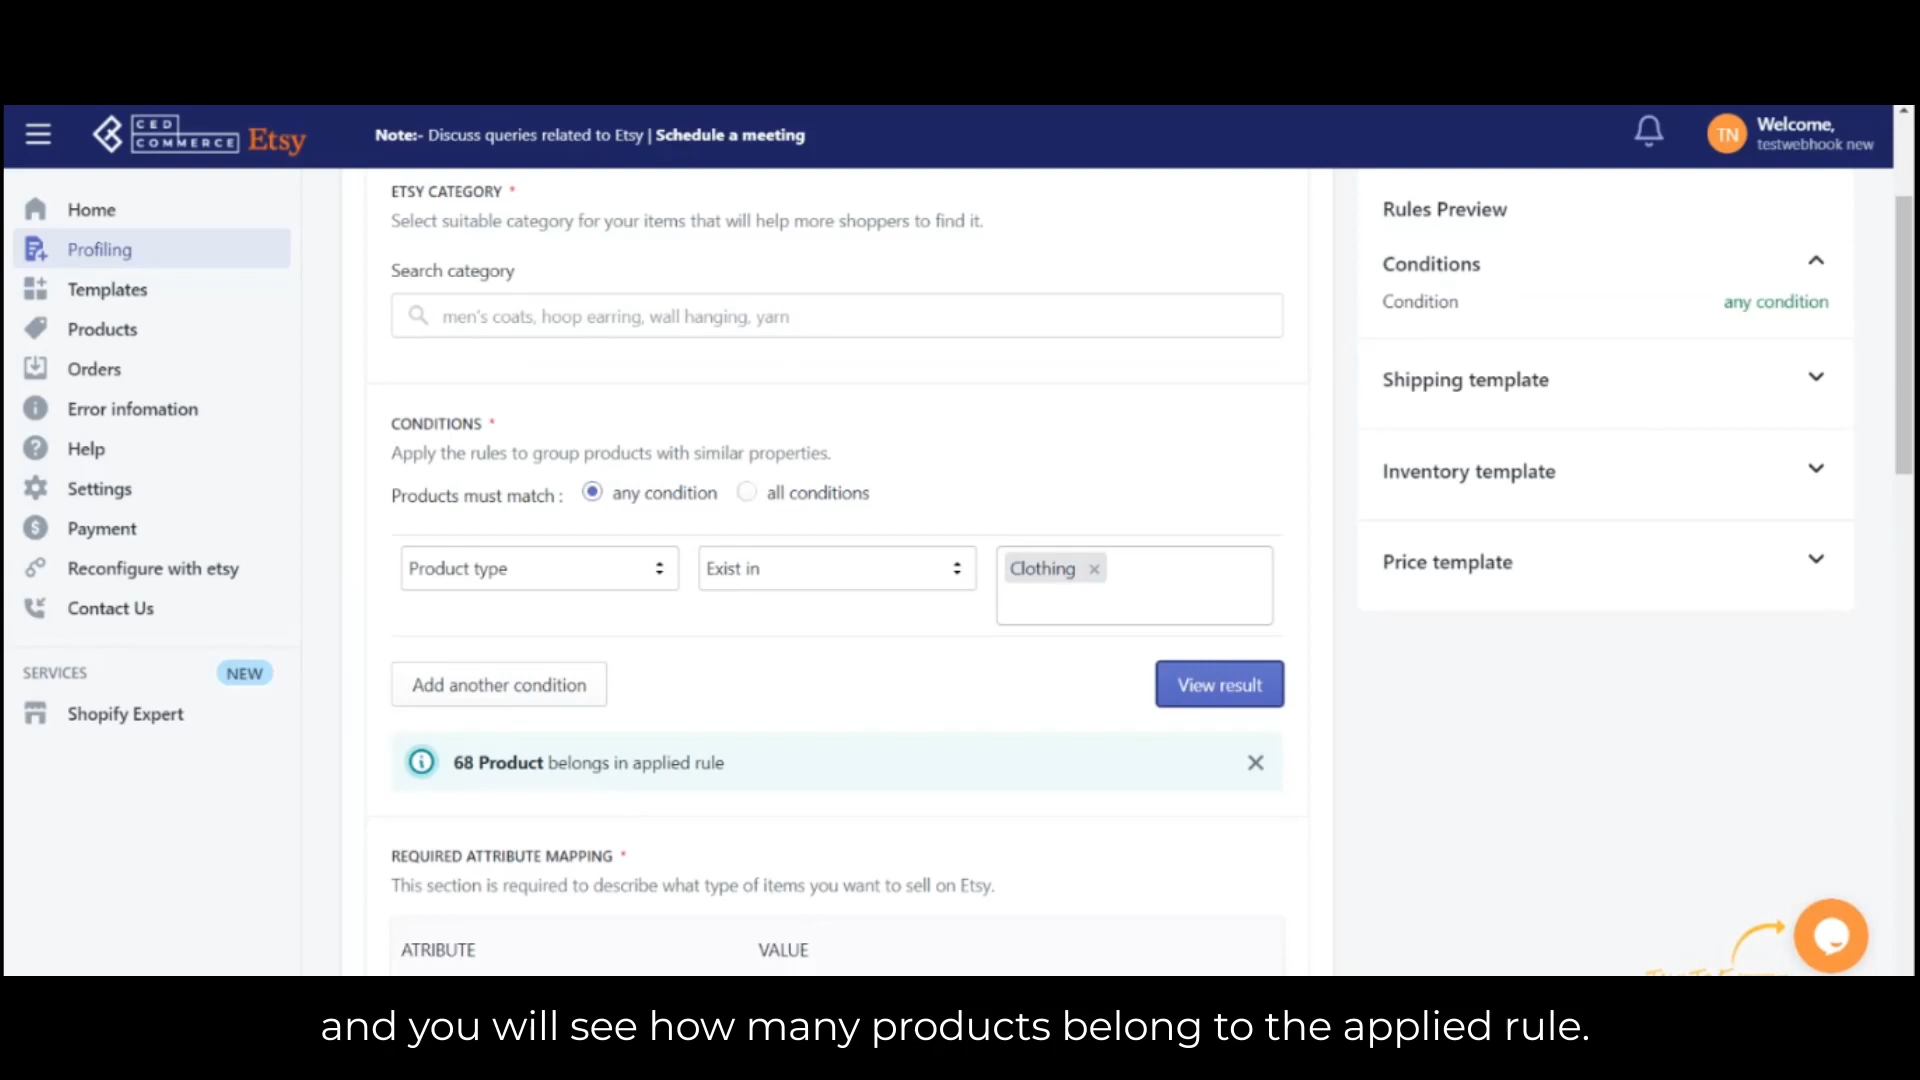 CED
COMMERCE Etsy
Note:- Discuss queries related to Etsy | Schedule a meeting
TN
Welcome,
testwebhook new
Home
Profiling
Templates
Products
Orders
Error infomation
Help
Settings
Payment
Reconfigure with etsy
Contact Us
SERVICES NEW
Shopify Expert
ETSY CATEGORY *
Select suitable category for your items that will help more shoppers to find it.
Search category
men's coats, hoop earring, wall hanging, yarn
CONDITIONS *
Apply the rules to group products with similar properties.
Products must match : any condition all conditions
Product type Exist in Clothing ×
Add another condition View result
68 Product belongs in applied rule
REQUIRED ATTRIBUTE MAPPING *
This section is required to describe what type of items you want to sell on Etsy.
ATRIBUTE VALUE
Rules Preview
Conditions
Condition any condition
Shipping template
Inventory template
Price template
and you will see how many products belong to the applied rule.